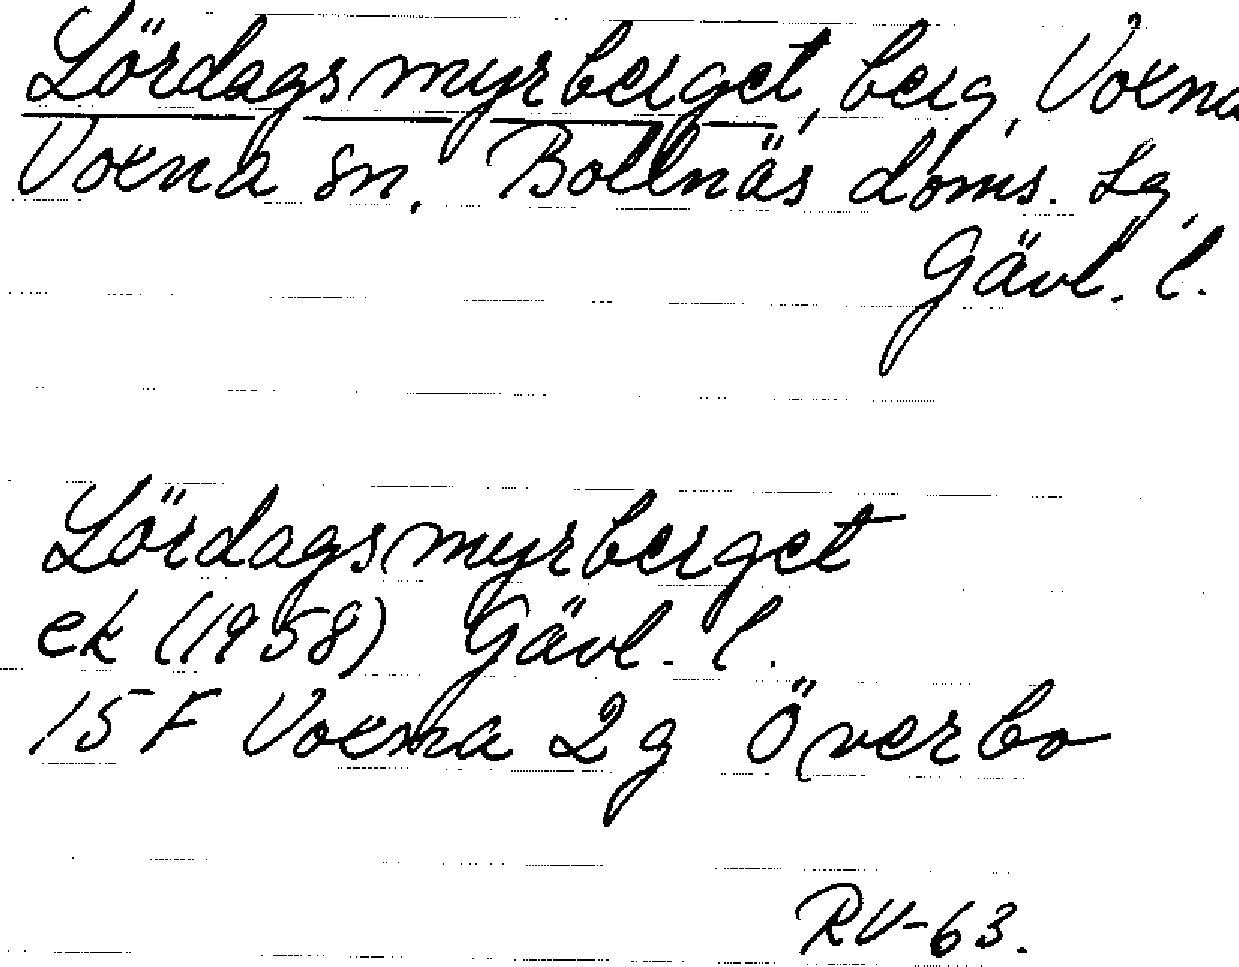 Lördagsmyrberget, berg, Voxna
Voxna sn, Bollnäs doms. lg,
Gävl. l.
Lördagsmyrberget
ek (1958) Gävl. l.
15 F Voxna 2 g Överbo
RV-63.